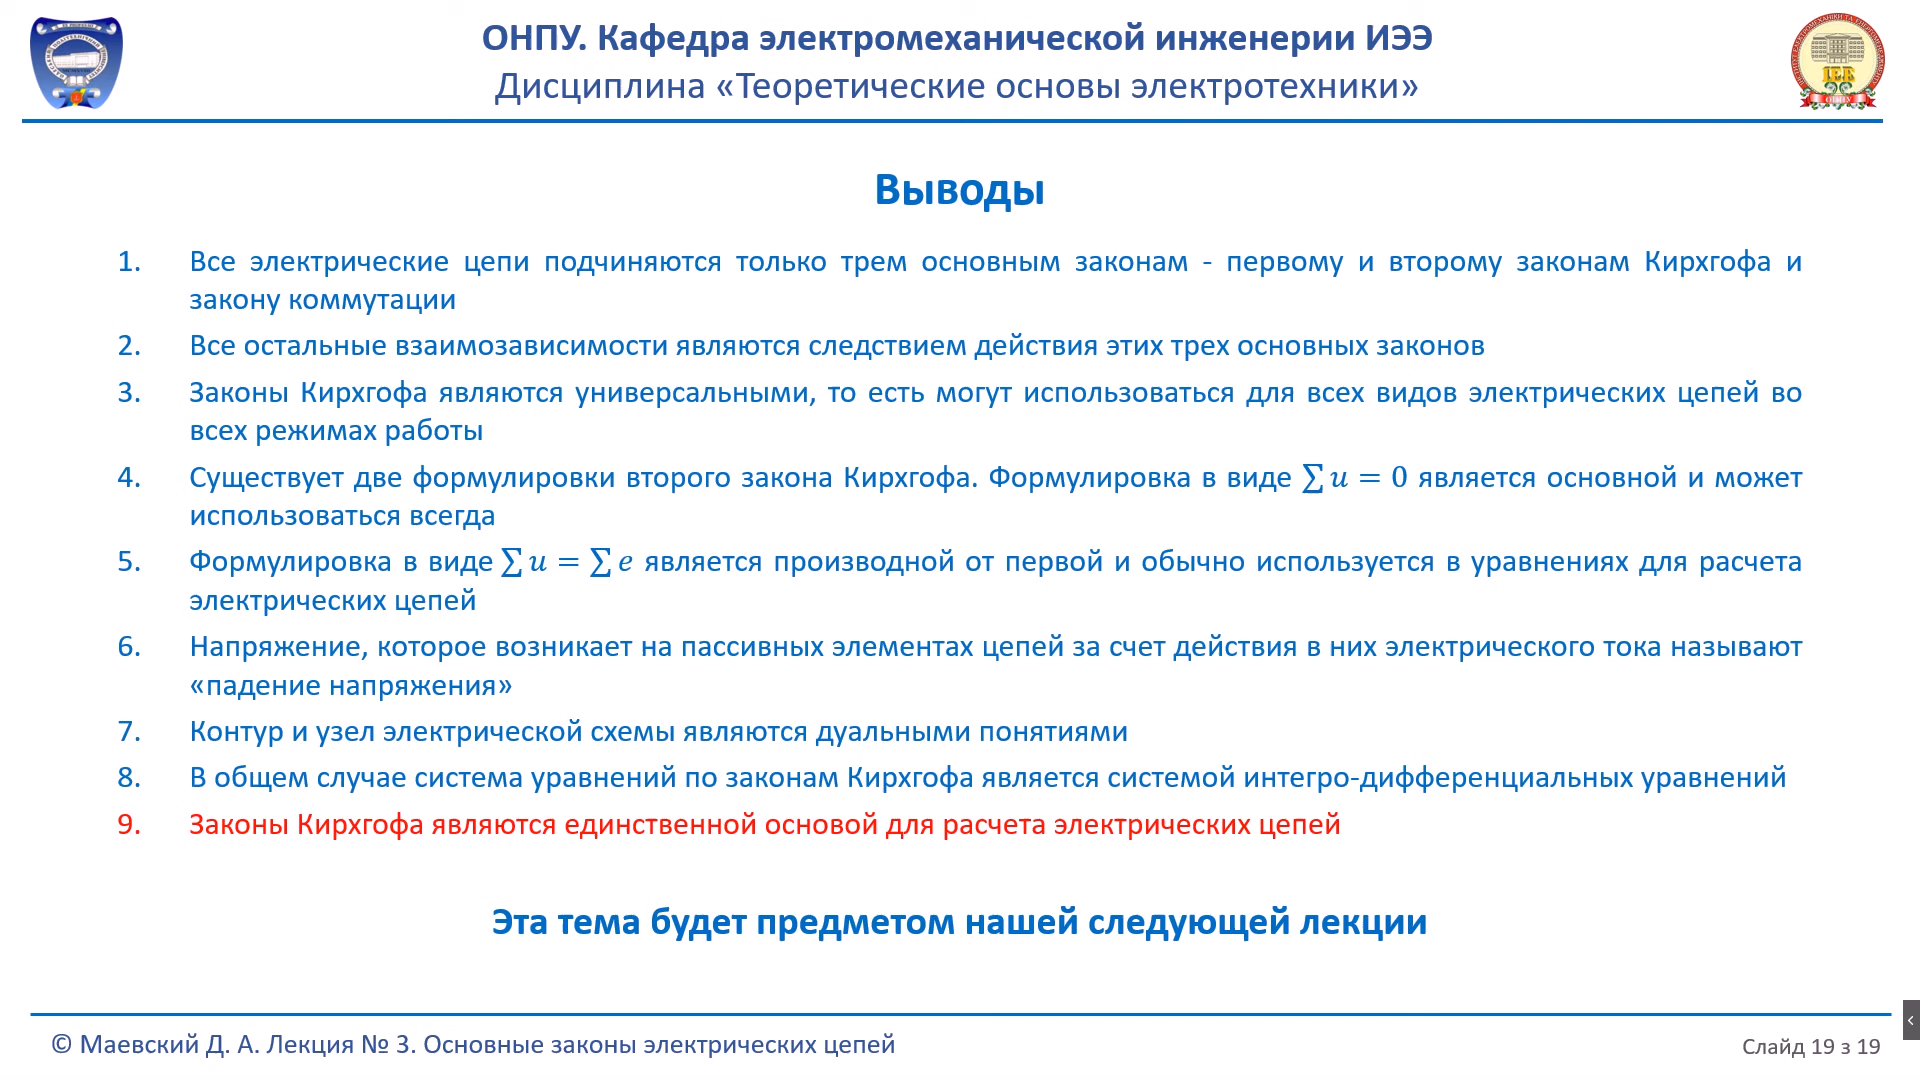 ОНПУ. Кафедра электромеханической инженерии ИЭЭ
Дисциплина «Теоретические основы электротехники»
ІЕЕ
ОНПУ
Выводы
1. Все электрические цепи подчиняются только трем основным законам - первому и второму законам Кирхгофа и
закону коммутации
2. Все остальные взаимозависимости являются следствием действия этих трех основных законов
3. Законы Кирхгофа являются универсальными, то есть могут использоваться для всех видов электрических цепей во
всех режимах работы
4. Существует две формулировки второго закона Кирхгофа. Формулировка в виде ∑ u = 0 является основной и может
использоваться всегда
5. Формулировка в виде ∑ u = ∑ e является производной от первой и обычно используется в уравнениях для расчета
электрических цепей
6. Напряжение, которое возникает на пассивных элементах цепей за счет действия в них электрического тока называют
«падение напряжения»
7. Контур и узел электрической схемы являются дуальными понятиями
8. В общем случае система уравнений по законам Кирхгофа является системой интегро-дифференциальных уравнений
9. Законы Кирхгофа являются единственной основой для расчета электрических цепей
Эта тема будет предметом нашей следующей лекции
© Маевский Д. А. Лекция № 3. Основные законы электрических цепей
Слайд 19 з 19